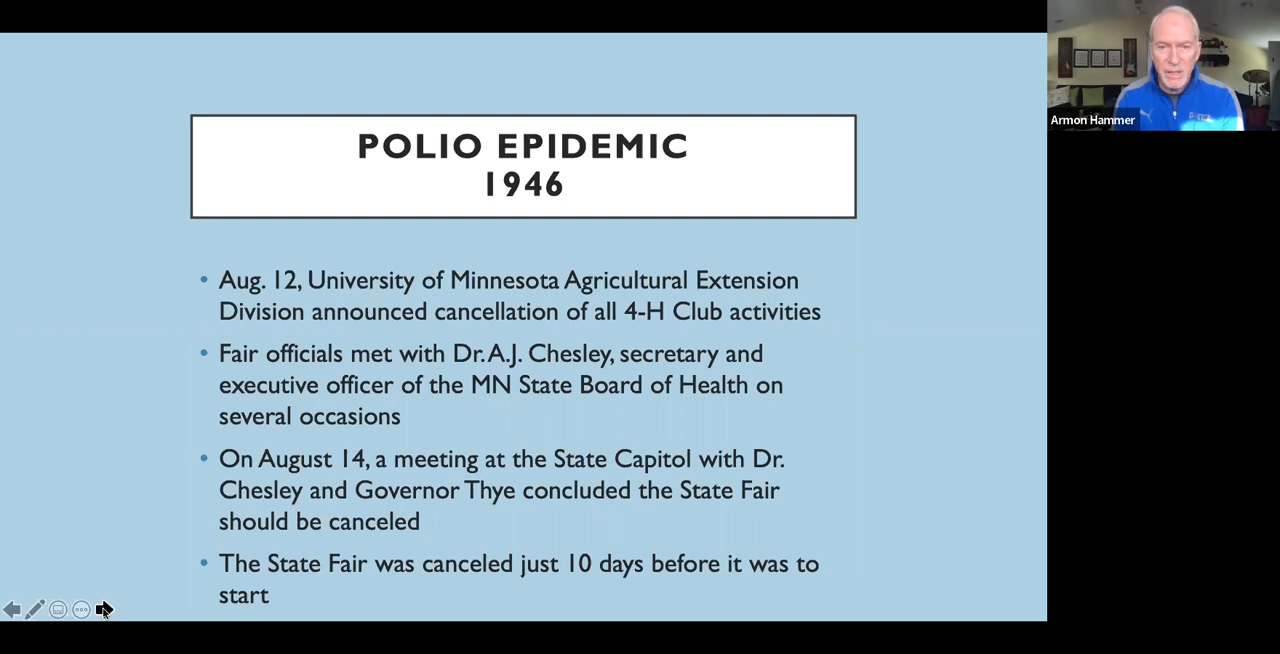 POLIO EPIDEMIC
1946
• Aug. 12, University of Minnesota Agricultural Extension
Division announced cancellation of all 4-H Club activities
• Fair officials met with Dr. A.J. Chesley, secretary and
executive officer of the MN State Board of Health on
several occasions
• On August 14, a meeting at the State Capitol with Dr.
Chesley and Governor Thye concluded the State Fair
should be canceled
• The State Fair was canceled just 10 days before it was to
start
Armon Hammer